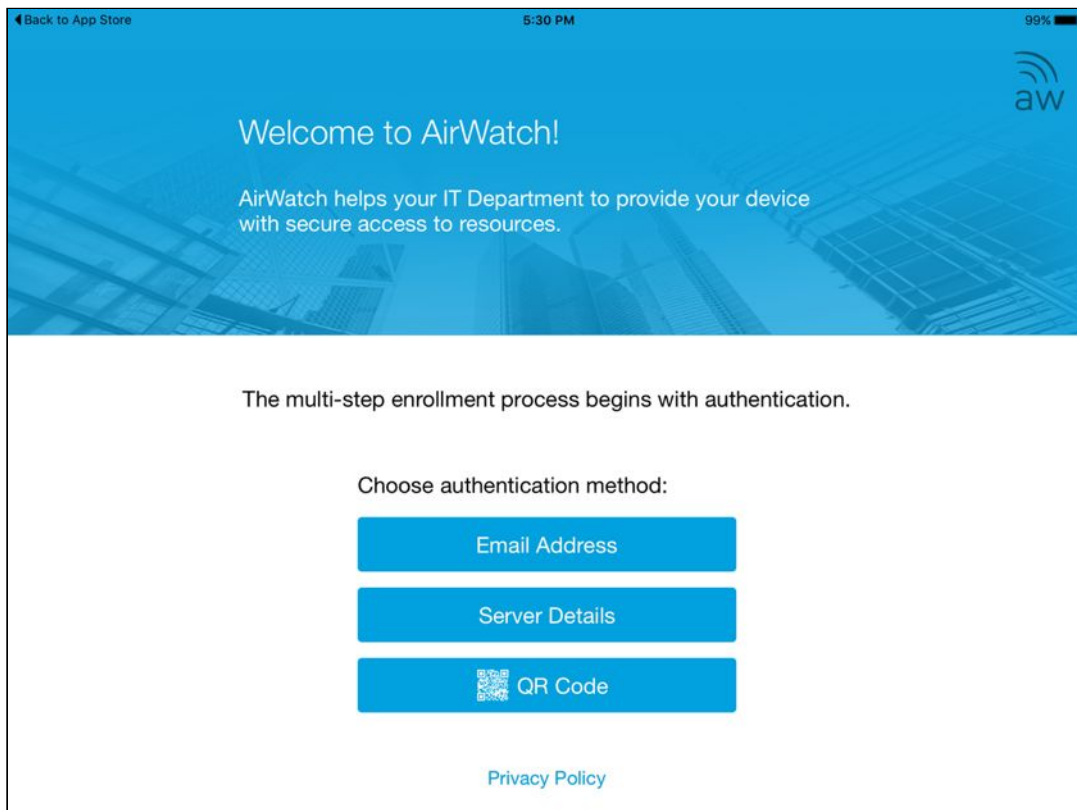 Back to App Store
5:30 PM
99%
aw
Welcome to AirWatch!
AirWatch helps your IT Department to provide your device
with secure access to resources.
The multi-step enrollment process begins with authentication.
Choose authentication method:
Email Address
Server Details
QR Code
Privacy Policy